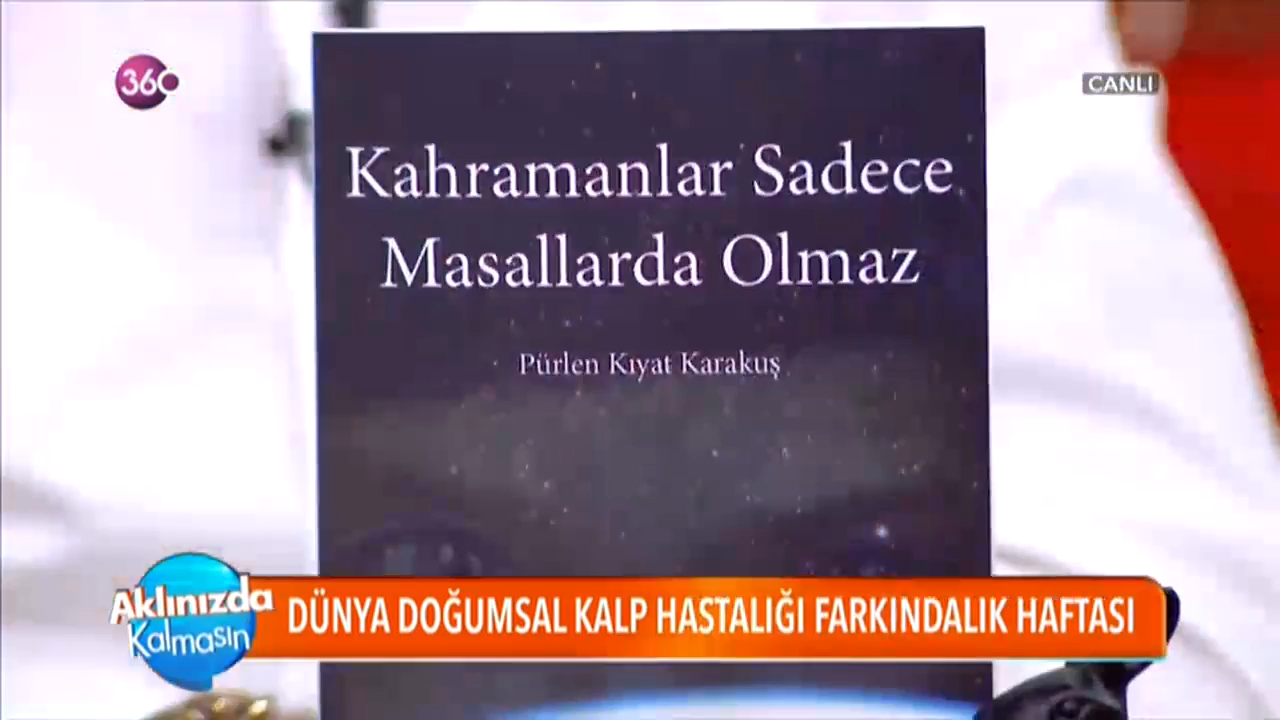 360
CANLI
Kahramanlar Sadece
Masallarda Olmaz
Pürlen Kıyat Karakuş
Aklınızda
Kalmasın
DÜNYA DOĞUMSAL KALP HASTALIĞI FARKINDALIK HAFTASI